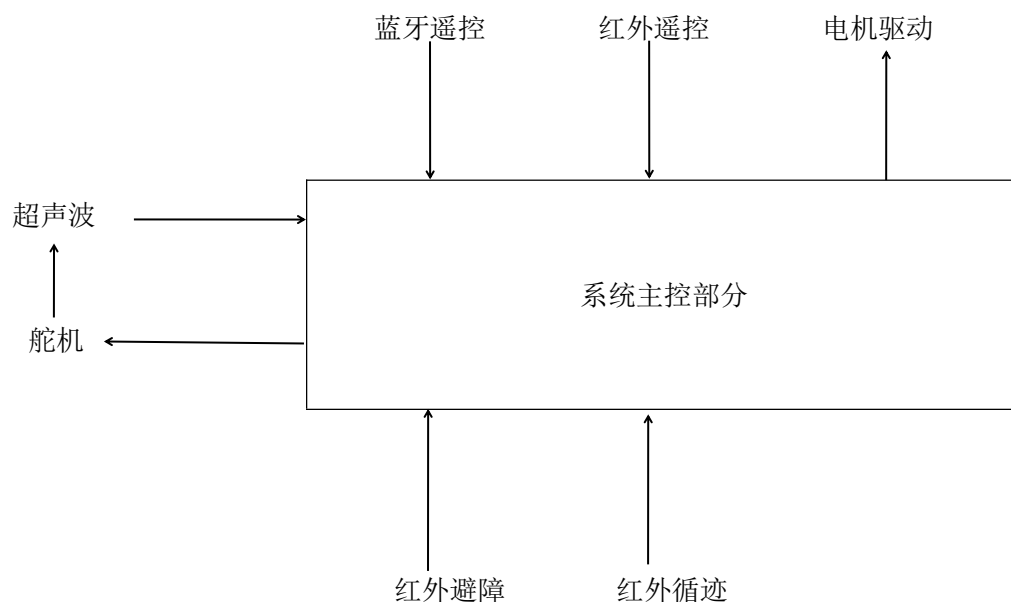 蓝牙遥控
红外遥控
电机驱动
超声波
系统主控部分
舵机
红外避障
红外循迹